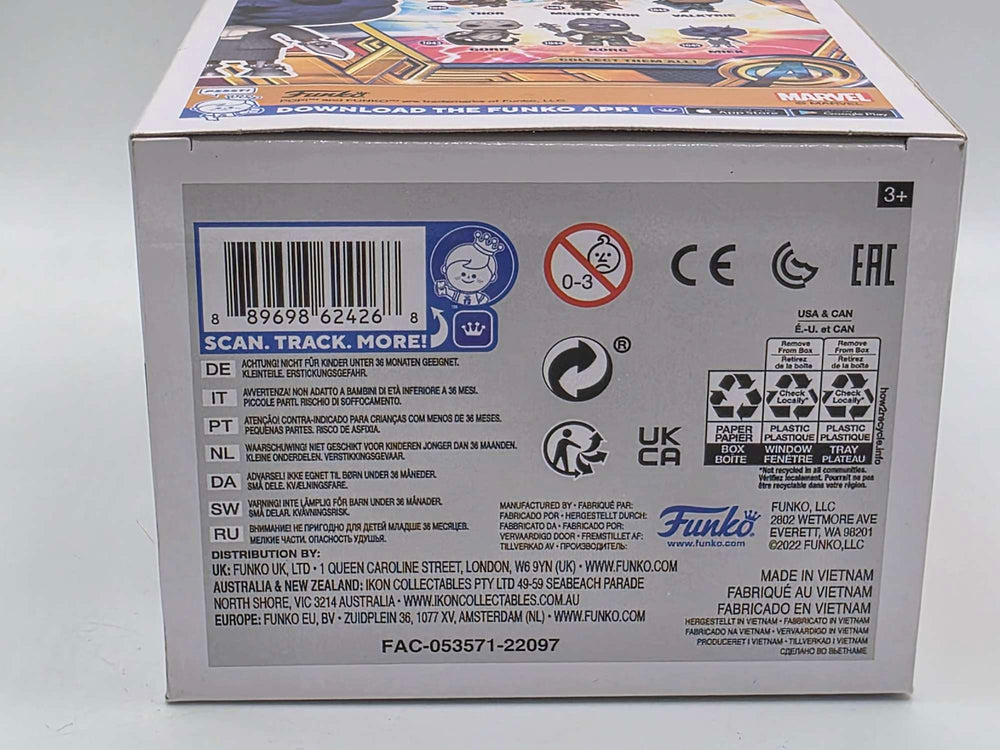 THOR
MIGHTY THOR
VALKYRIE
GORR
KORG
MIEK
COLLECT THEM ALL!
PSSST!
Funko
MARVEL
© MARVEL
POP!™ and FUNKO™ are trademarks of Funko, LLC
DOWNLOAD THE FUNKO APP!
App Store
Google Play
3+
8 89698 62426 8
SCAN. TRACK. MORE!
0-3
CE
EAC
USA & CAN
É.-U. et CAN
Remove From Box
Retirez de la boîte
Remove From Box
Retirez de la boîte
Check Locally*
Check Locally*
PAPER PAPIER
PLASTIC PLASTIQUE
PLASTIC PLASTIQUE
BOX BOÎTE
WINDOW FENÊTRE
TRAY PLATEAU
how2recycle.info
*Not recycled in all communities.
Vérifiez localement. Pourrait ne pas
être recyclable dans votre région.
®
UK
CA
DE ACHTUNG! NICHT FÜR KINDER UNTER 36 MONATEN GEEIGNET.
KLEINTEILE. ERSTICKUNGSGEFAHR.
IT AVVERTENZA! NON ADATTO A BAMBINI DI ETÀ INFERIORE A 36 MESI.
PICCOLE PARTI. RISCHIO DI SOFFOCAMENTO.
PT ATENÇÃO! CONTRA-INDICADO PARA CRIANÇAS COM MENOS DE 36 MESES.
PEQUENAS PARTES. RISCO DE ASFIXIA.
NL WAARSCHUWING! NIET GESCHIKT VOOR KINDEREN JONGER DAN 36 MAANDEN.
KLEINE ONDERDELEN. VERSTIKKINGSGEVAAR.
DA ADVARSEL! IKKE EGNET TIL BØRN UNDER 36 MÅNEDER.
SMÅ DELE. KVÆLNINGSFARE.
SW VARNING! INTE LÄMPLIG FÖR BARN UNDER 36 MÅNADER.
SMÅ DELAR. KVÄVNINGSRISK.
RU ВНИМАНИЕ! НЕ ПРИГОДНО ДЛЯ ДЕТЕЙ МЛАДШЕ 36 МЕСЯЦЕВ.
МЕЛКИЕ ЧАСТИ. ОПАСНОСТЬ УДУШЬЯ.
MANUFACTURED BY • FABRIQUÉ PAR:
FABRICADO POR • HERGESTELLT DURCH:
FABBRICATO DA • FABRICADO POR:
VERVAARDIGD DOOR • FREMSTILLET AF:
TILLVERKAD AV • ПРОИЗВОДИТЕЛЬ:
Funko
www.funko.com
FUNKO, LLC
2802 WETMORE AVE
EVERETT, WA 98201
©2022 FUNKO,LLC
DISTRIBUTION BY:
UK: FUNKO UK, LTD • 1 QUEEN CAROLINE STREET, LONDON, W6 9YN (UK) • WWW.FUNKO.COM
AUSTRALIA & NEW ZEALAND: IKON COLLECTABLES PTY LTD 49-59 SEABEACH PARADE
NORTH SHORE, VIC 3214 AUSTRALIA • WWW.IKONCOLLECTABLES.COM.AU
EUROPE: FUNKO EU, BV • ZUIDPLEIN 36, 1077 XV, AMSTERDAM (NL) • WWW.FUNKO.COM
FAC-053571-22097
MADE IN VIETNAM
FABRIQUÉ AU VIETNAM
FABRICADO EN VIETNAM
HERGESTELLT IN VIETNAM • FABBRICATO IN VIETNAM
FABRICADO NA VIETNAM • VERVAARDIGD IN VIETNAM
PRODUCERET I VIETNAM • TILLVERKAD I VIETNAM
СДЕЛАНО ВО ВЬЕТНАМЕ